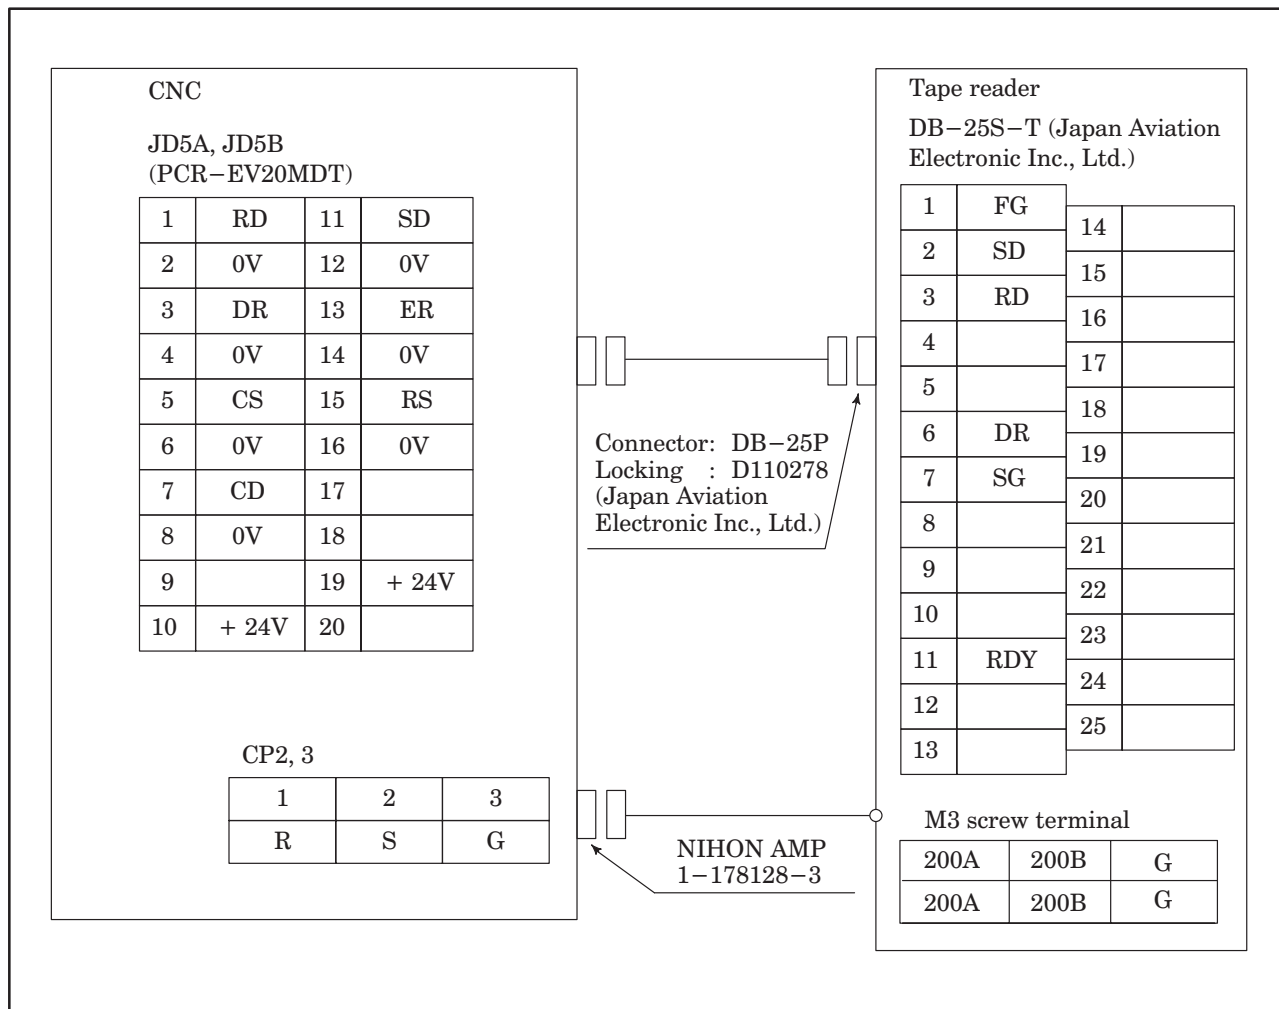 CNC
JD5A, JD5B
(PCR−EV20MDT)
1 RD 11 SD
2 0V 12 0V
3 DR 13 ER
4 0V 14 0V
5 CS 15 RS
6 0V 16 0V
7 CD 17
8 0V 18
9 19 + 24V
10 + 24V 20
CP2, 3
1 2 3
R S G
Connector: DB−25P
Locking : D110278
(Japan Aviation
Electronic Inc., Ltd.)
NIHON AMP
1−178128−3
Tape reader
DB−25S−T (Japan Aviation
Electronic Inc., Ltd.)
1 FG
2 SD
3 RD
4
5
6 DR
7 SG
8
9
10
11 RDY
12
13
14
15
16
17
18
19
20
21
22
23
24
25
M3 screw terminal
200A 200B G
200A 200B G